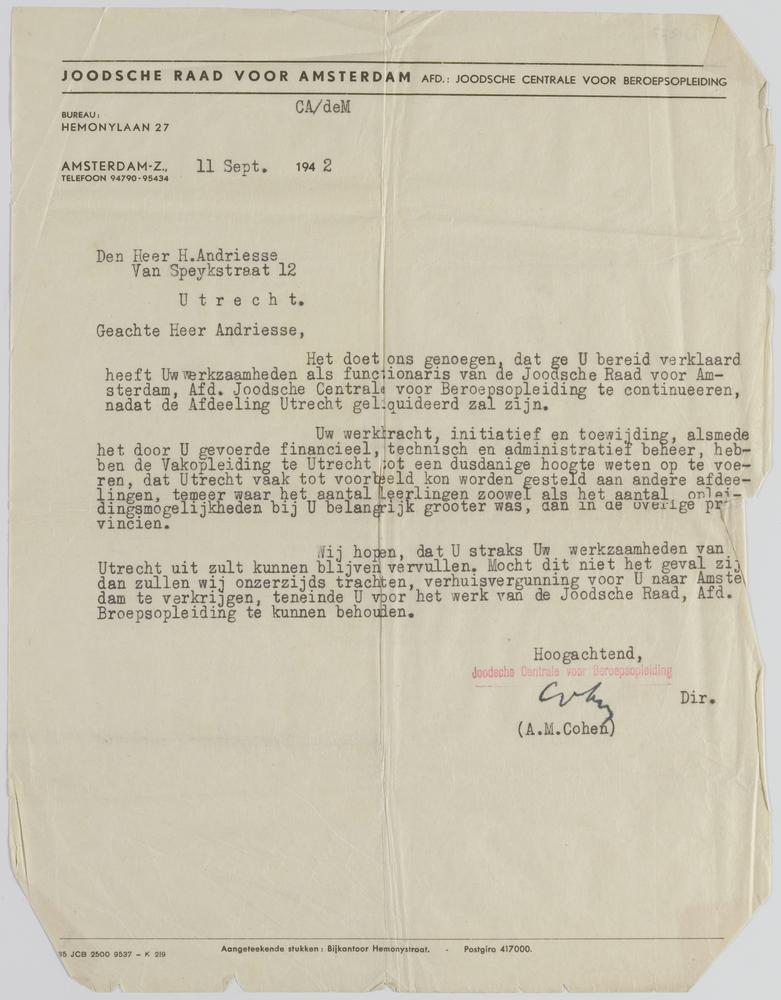 JOODSCHE RAAD VOOR AMSTERDAM AFD.: JOODSCHE CENTRALE VOOR BEROEPSOPLEIDING
CA/deM
BUREAU:
HEMONYLAAN 27
AMSTERDAM-Z., 11 Sept. 1942
TELEFOON 94790-95434
Den Heer H.Andriesse
Van Speykstraat 12
U t r e c h t.
Geachte Heer Andriesse,
Het doet ons genoegen, dat ge U bereid verklaard
heeft Uw werkzaamheden als functionaris van de Joodsche Raad voor Am-
sterdam, Afd. Joodsche Centrale voor Beroepsopleiding te continueeren,
nadat de Afdeeling Utrecht geliquideerd zal zijn.
Uw werkkracht, initiatief en toewijding, alsmede
het door U gevoerde financieel, technisch en administratief beheer, heb-
ben de Vakopleiding te Utrecht tot een dusdanige hoogte weten op te voe-
ren, dat Utrecht vaak tot voorbeeld kon worden gesteld aan andere afdee-
lingen, temeer waar het aantal leerlingen zoowel als het aantal oplei-
dingsmogelijkheden bij U belangrijk grooter was, dan in de overige pr
vincien.
Wij hopen, dat U straks Uw werkzaamheden van
Utrecht uit zult kunnen blijven vervullen. Mocht dit niet het geval zij
dan zullen wij onzerzijds trachten, verhuisvergunning voor U naar Amste
dam te verkrijgen, teneinde U voor het werk van de Joodsche Raad, Afd.
Broepsopleiding te kunnen behouden.
Hoogachtend,
Joodsche Centrale voor Beroepsopleiding
Cohen Dir.
(A.M.Cohen)
Aangeteekende stukken: Bijkantoor Hemonystraat. - Postgiro 417000.
85 JCB 2500 9537 - K 219